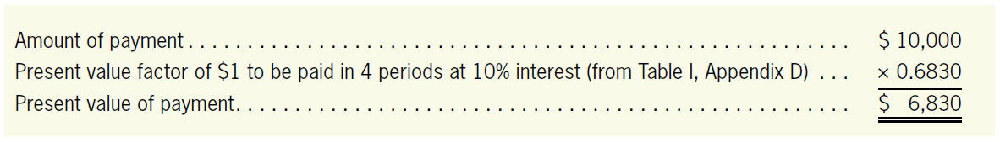 Amount of payment . . . . . . . . . . . . . . . . . . . . . . . . . . . . . . . . . . . . . . . . . . . . . . . . . . . . . . . . $ 10,000
Present value factor of $1 to be paid in 4 periods at 10% interest (from Table I, Appendix D) . . . × 0.6830
Present value of payment. . . . . . . . . . . . . . . . . . . . . . . . . . . . . . . . . . . . . . . . . . . . . . . . . . . . $ 6,830